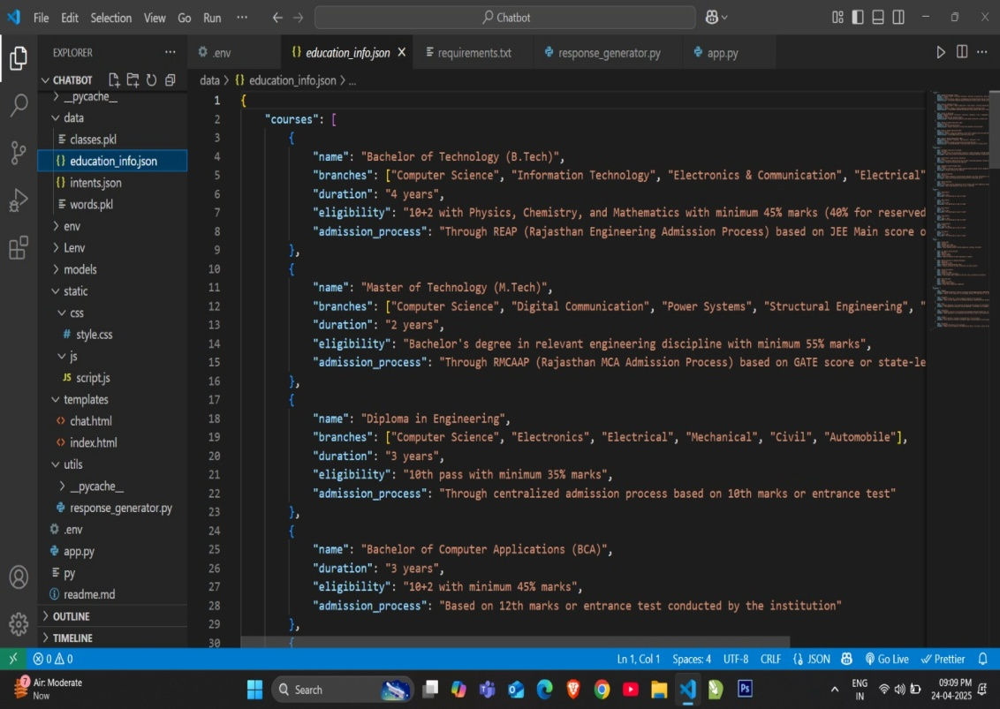 File Edit Selection View Go Run ··· Chatbot
EXPLORER ···
.env
{} education_info.json ×
requirements.txt
response_generator.py
app.py
CHATBOT
__pycache__
data
classes.pkl
{} education_info.json
{} intents.json
words.pkl
env
Lenv
models
static
css
# style.css
js
JS script.js
templates
<> chat.html
<> index.html
utils
__pycache__
response_generator.py
.env
app.py
py
readme.md
OUTLINE
TIMELINE
data > {} education_info.json > ...
1 {
2 "courses": [
3 {
4 "name": "Bachelor of Technology (B.Tech)",
5 "branches": ["Computer Science", "Information Technology", "Electronics & Communication", "Electrical"
6 "duration": "4 years",
7 "eligibility": "10+2 with Physics, Chemistry, and Mathematics with minimum 45% marks (40% for reserved
8 "admission_process": "Through REAP (Rajasthan Engineering Admission Process) based on JEE Main score o
9 },
10 {
11 "name": "Master of Technology (M.Tech)",
12 "branches": ["Computer Science", "Digital Communication", "Power Systems", "Structural Engineering", "
13 "duration": "2 years",
14 "eligibility": "Bachelor's degree in relevant engineering discipline with minimum 55% marks",
15 "admission_process": "Through RMCAAP (Rajasthan MCA Admission Process) based on GATE score or state-le
16 },
17 {
18 "name": "Diploma in Engineering",
19 "branches": ["Computer Science", "Electronics", "Electrical", "Mechanical", "Civil", "Automobile"],
20 "duration": "3 years",
21 "eligibility": "10th pass with minimum 35% marks",
22 "admission_process": "Through centralized admission process based on 10th marks or entrance test"
23 },
24 {
25 "name": "Bachelor of Computer Applications (BCA)",
26 "duration": "3 years",
27 "eligibility": "10+2 with minimum 45% marks",
28 "admission_process": "Based on 12th marks or entrance test conducted by the institution"
29 },
30 {
0 0 Ln 1, Col 1 Spaces: 4 UTF-8 CRLF {} JSON Go Live Prettier
7 Air: Moderate
Now
Search
Ps
ENG
IN
09:09 PM
24-04-2025